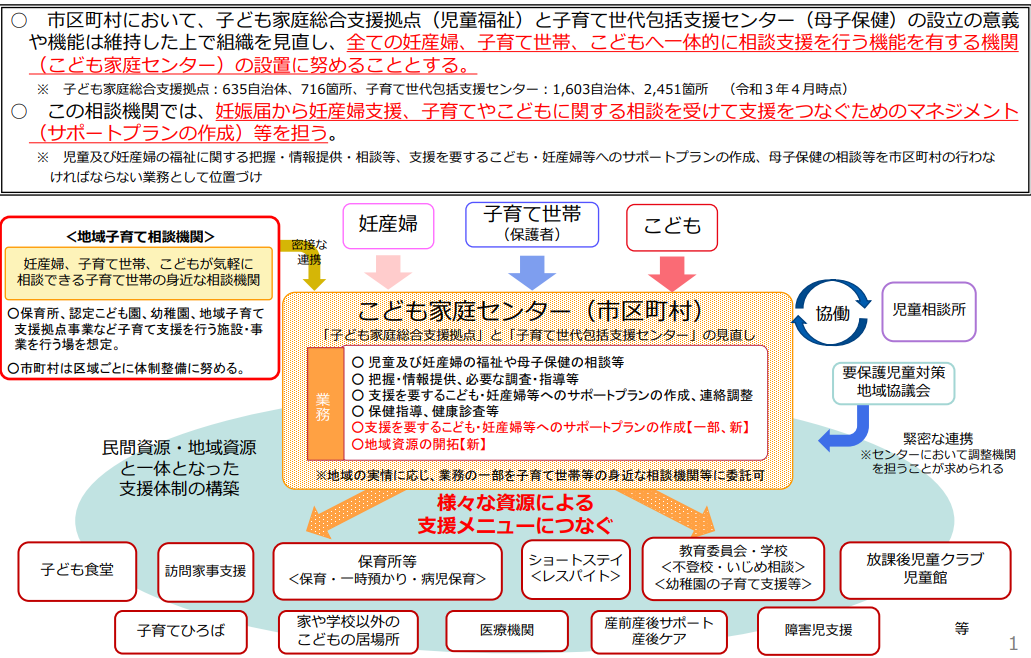 ○ 市区町村において、子ども家庭総合支援拠点（児童福祉）と子育て世代包括支援センター（母子保健）の設立の意義
や機能は維持した上で組織を見直し、全ての妊産婦、子育て世帯、こどもへ一体的に相談支援を行う機能を有する機関
（こども家庭センター）の設置に努めることとする。
※ 子ども家庭総合支援拠点：635自治体、716箇所、子育て世代包括支援センター：1,603自治体、2,451箇所 （令和３年４月時点）
○ この相談機関では、妊娠届から妊産婦支援、子育てやこどもに関する相談を受けて支援をつなぐためのマネジメント
（サポートプランの作成）等を担う。
※ 児童及び妊産婦の福祉に関する把握・情報提供・相談等、支援を要するこども・妊産婦等へのサポートプランの作成、母子保健の相談等を市区町村の行わな
ければならない業務として位置づけ
＜地域子育て相談機関＞
妊産婦、子育て世帯、こどもが気軽に
相談できる子育て世帯の身近な相談機関
○保育所、認定こども園、幼稚園、地域子育て
支援拠点事業など子育て支援を行う施設・事
業を行う場を想定。
○市町村は区域ごとに体制整備に努める。
密接な
連携
妊産婦
子育て世帯
（保護者）
こども
こども家庭センター（市区町村）
「子ども家庭総合支援拠点」と「子育て世代包括支援センター」の見直し
業務
○ 児童及び妊産婦の福祉や母子保健の相談等
○ 把握・情報提供、必要な調査・指導等
○ 支援を要するこども・妊産婦等へのサポートプランの作成、連絡調整
○ 保健指導、健康診査等
○支援を要するこども・妊産婦等へのサポートプランの作成【一部、新】
○地域資源の開拓【新】
※地域の実情に応じ、業務の一部を子育て世帯等の身近な相談機関等に委託可
協働
児童相談所
要保護児童対策
地域協議会
緊密な連携
※センターにおいて調整機関
を担うことが求められる
民間資源・地域資源
と一体となった
支援体制の構築
様々な資源による
支援メニューにつなぐ
子ども食堂
訪問家事支援
保育所等
＜保育・一時預かり・病児保育＞
ショートステイ
＜レスパイト＞
教育委員会・学校
＜不登校・いじめ相談＞
＜幼稚園の子育て支援等＞
放課後児童クラブ
児童館
子育てひろば
家や学校以外の
こどもの居場所
医療機関
産前産後サポート
産後ケア
障害児支援
等
1